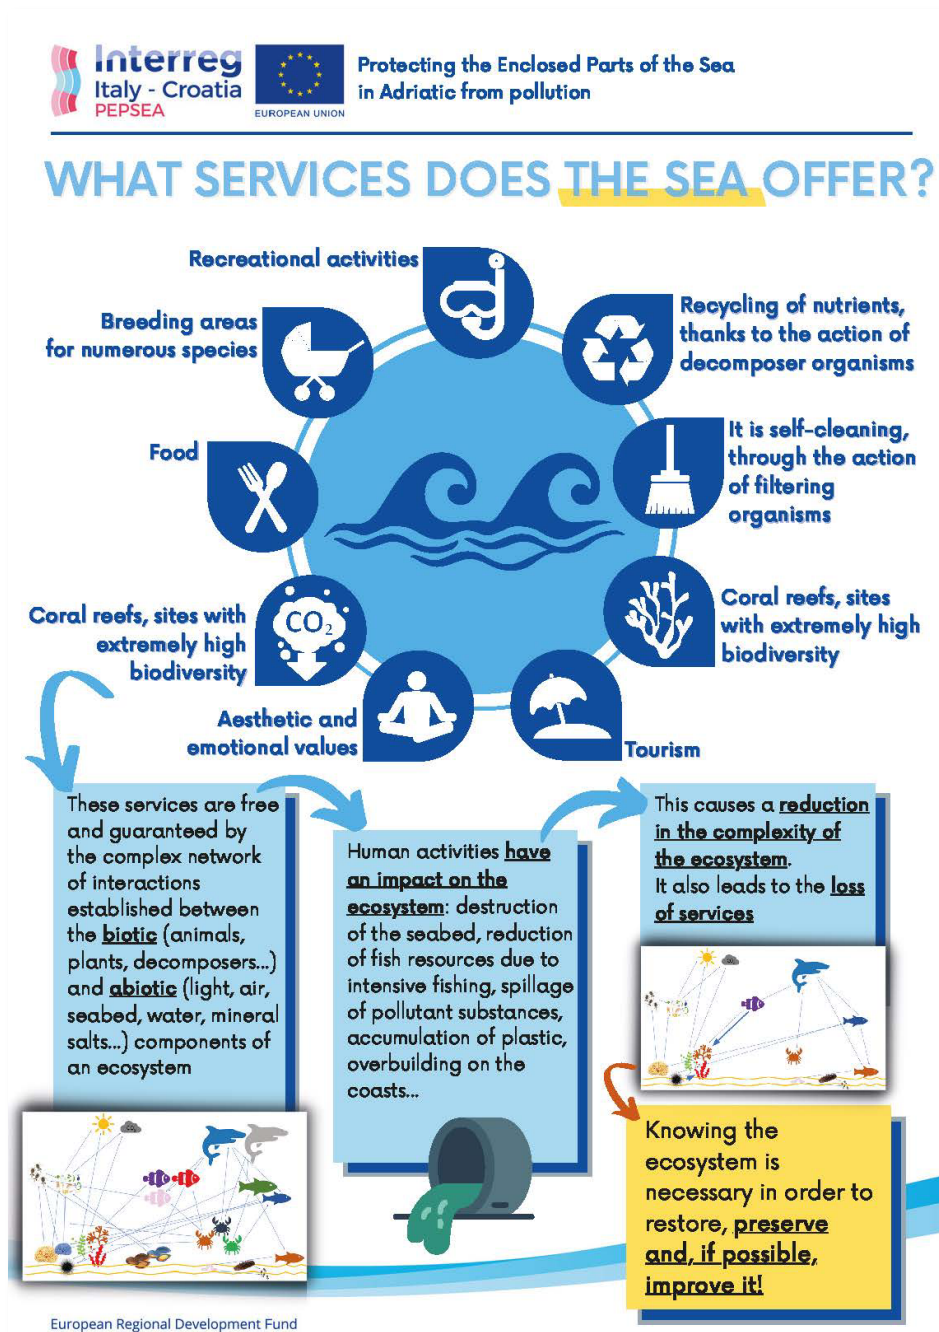 Interreg
Italy - Croatia
PEPSEA
EUROPEAN UNION
Protecting the Enclosed Parts of the Sea
in Adriatic from pollution
WHAT SERVICES DOES THE SEA OFFER?
Recreational activities
Breeding areas
for numerous species
Recycling of nutrients,
thanks to the action of
decomposer organisms
Food
It is self-cleaning,
through the action
of filtering
organisms
Coral reefs, sites with
extremely high
biodiversity
CO2
Coral reefs, sites
with extremely high
biodiversity
Aesthetic and
emotional values
Tourism
These services are free
and guaranteed by
the complex network
of interactions
established between
the biotic (animals,
plants, decomposers...)
and abiotic (light, air,
seabed, water, mineral
salts...) components of
an ecosystem
Human activities have
an impact on the
ecosystem: destruction
of the seabed, reduction
of fish resources due to
intensive fishing, spillage
of pollutant substances,
accumulation of plastic,
overbuilding on the
coasts...
This causes a reduction
in the complexity of
the ecosystem.
It also leads to the loss
of services
Knowing the
ecosystem is
necessary in order to
restore, preserve
and, if possible,
improve it!
European Regional Development Fund